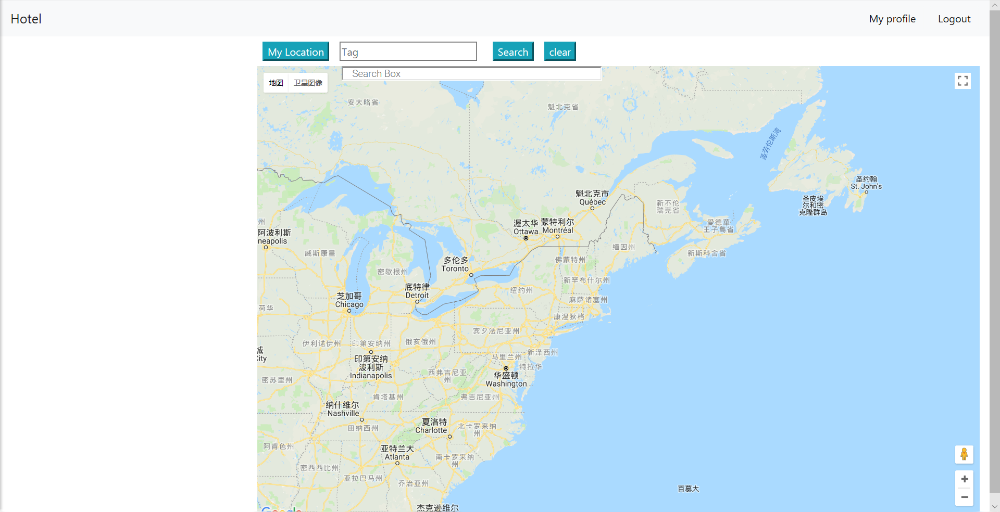 Hotel
My profile
Logout
My Location
Tag
Search
clear
地图
卫星图像
Search Box
安大略省
魁北克省
圣劳伦斯湾
圣约翰
St. John's
圣皮埃
尔和密
克隆群岛
魁北克市
Québec
新不伦
瑞克省
渥太华
Ottawa
蒙特利尔
Montréal
愛德華
王子島省
州
阿波利斯
neapolis
缅因州
新斯科舍省
威斯康星
多伦多
Toronto
佛蒙特州
密歇根州
新罕布什尔州
底特律
Detroit
纽约州
芝加哥
Chicago
麻萨诸塞州
荷华
康涅狄格
宾夕法尼亚州
伊利诺伊州
印第安纳州
俄亥俄州
城
City
新泽西州
马里兰州
印第安纳
波利斯
Indianapolis
特拉华
华盛顿
Washington
西弗吉尼亚
州
密苏里州
肯塔基州
弗吉尼亚州
纳什维尔
Nashville
夏洛特
Charlotte
田纳西州
北卡罗来纳
州
阿肯色州
亚特兰大
Atlanta
南卡罗来纳
州
密西西比州
亚拉巴马州
乔治亚州
百慕大
杰克逊维尔
Google